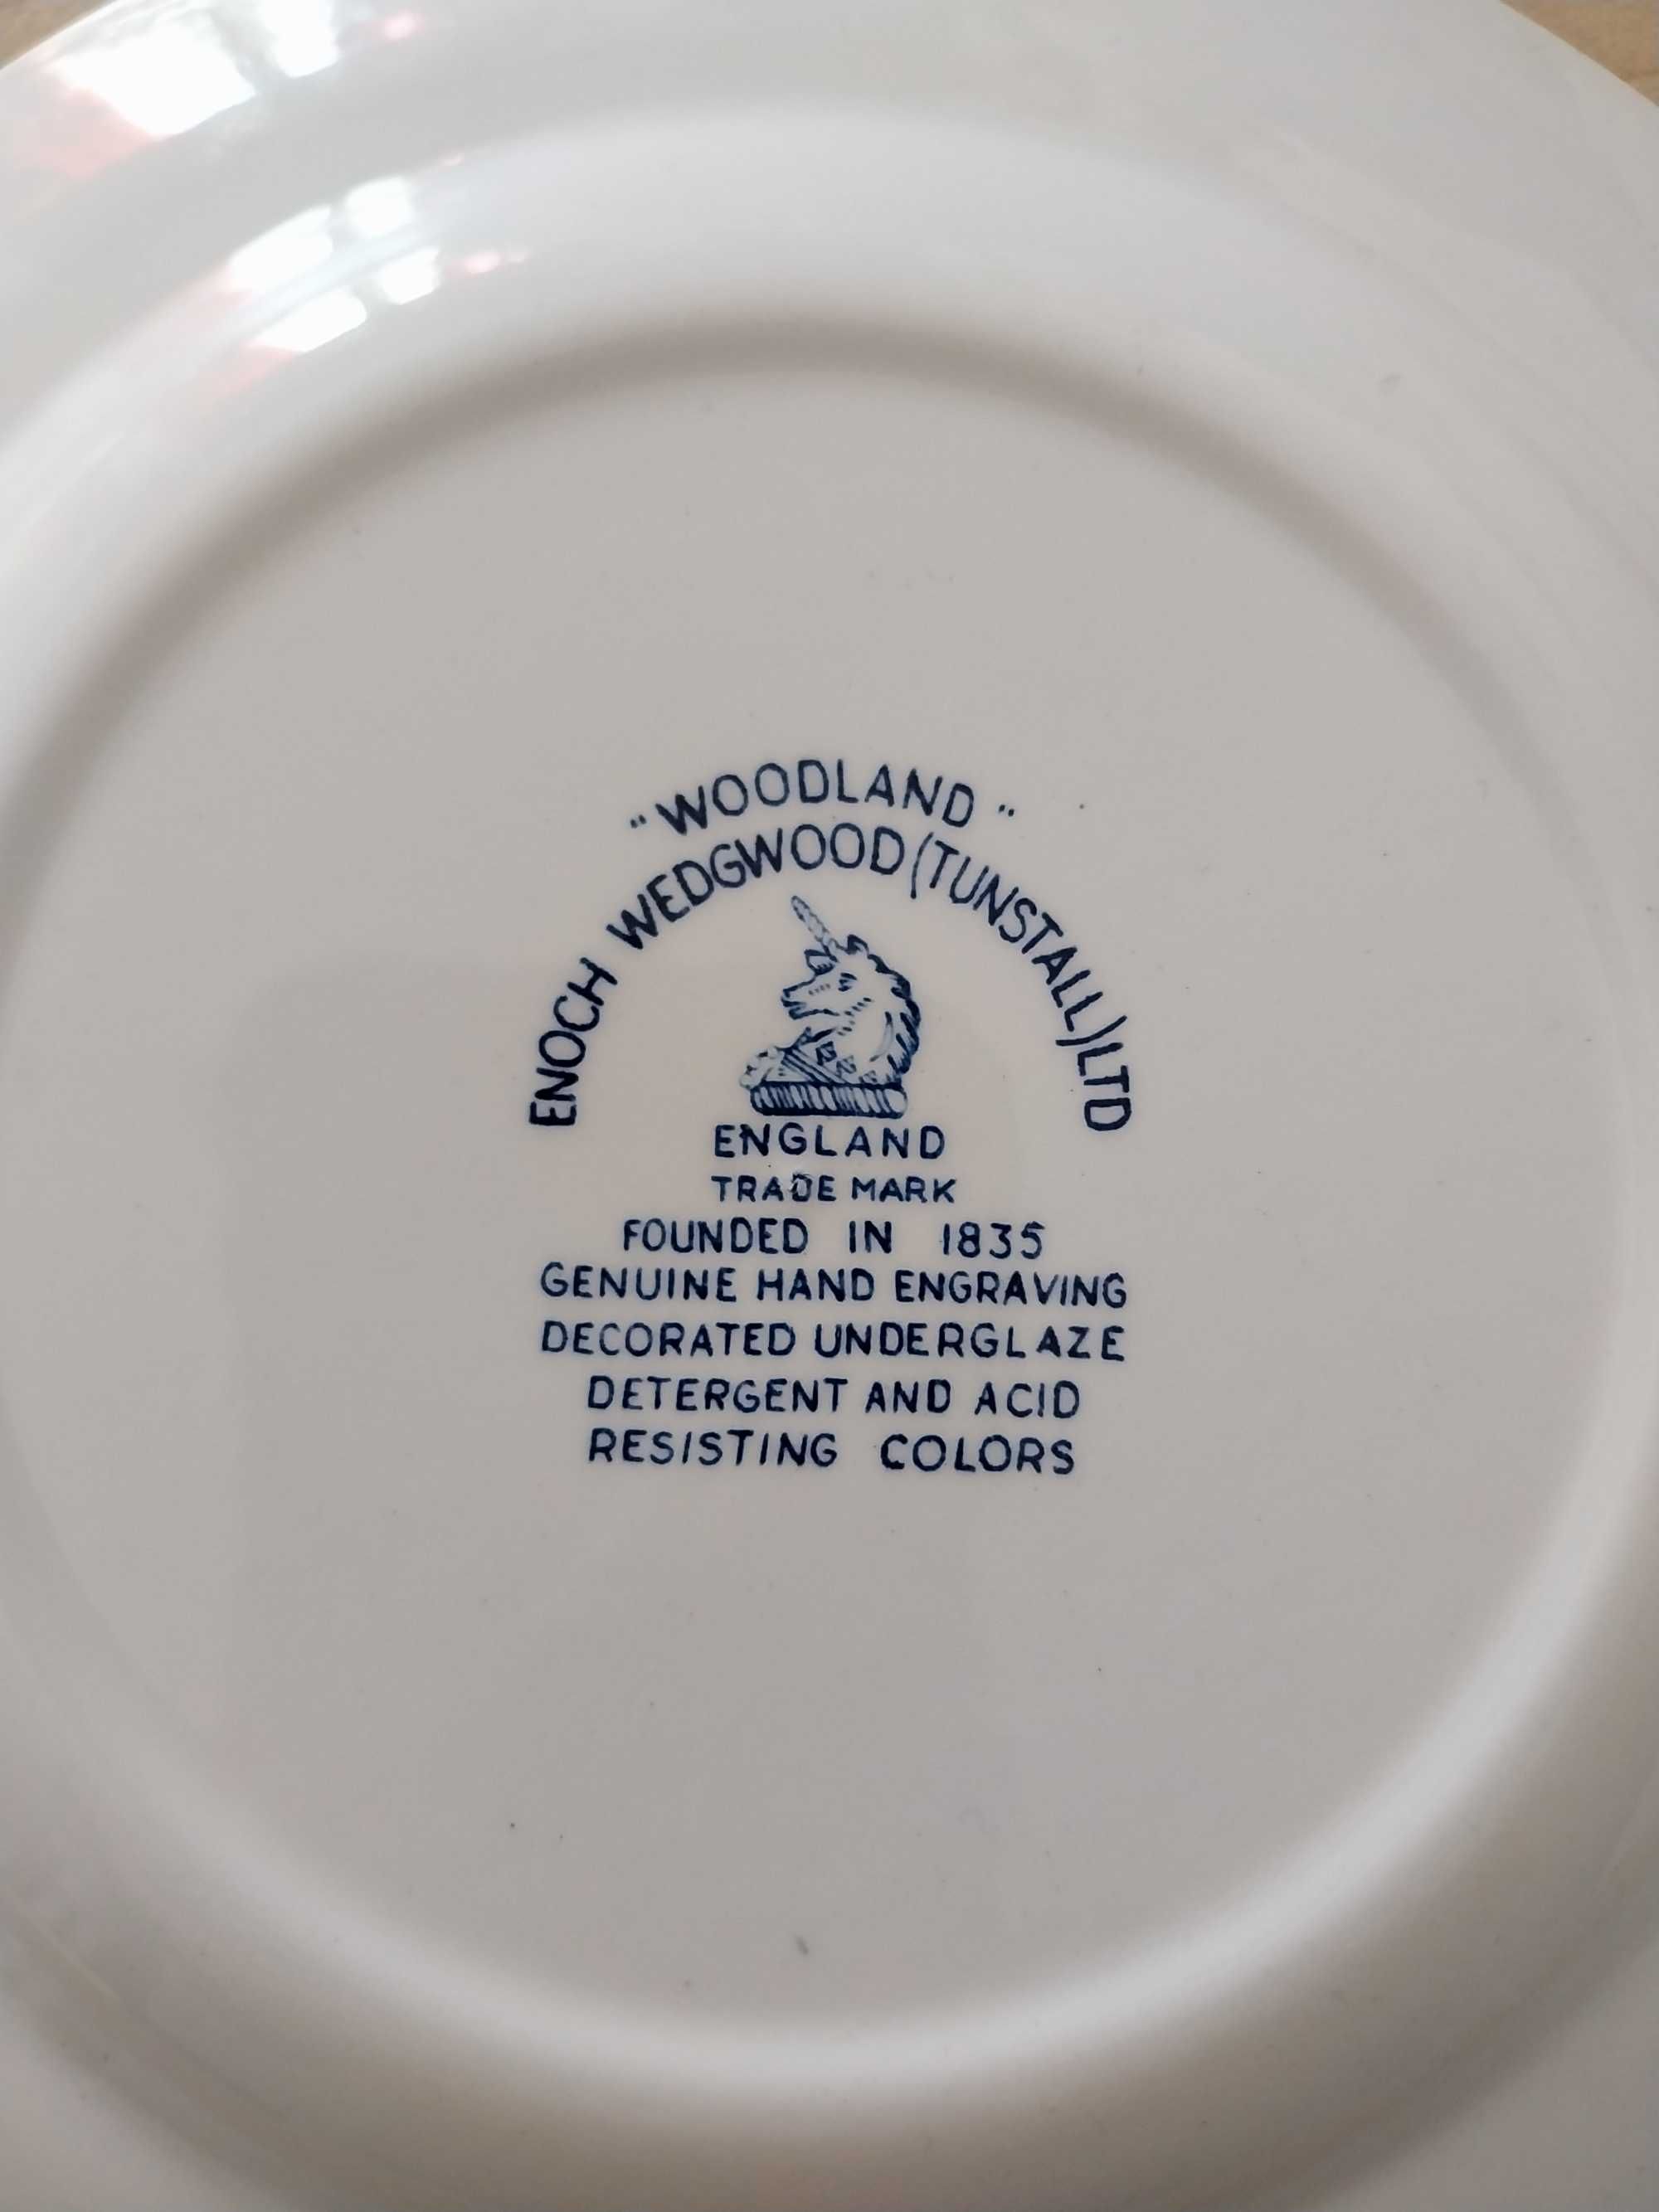 "WOODLAND"
ENOCH WEDGWOOD (TUNSTALL) LTD
ENGLAND
TRADE MARK
FOUNDED IN 1835
GENUINE HAND ENGRAVING
DECORATED UNDERGLAZE
DETERGENT AND ACID
RESISTING COLORS